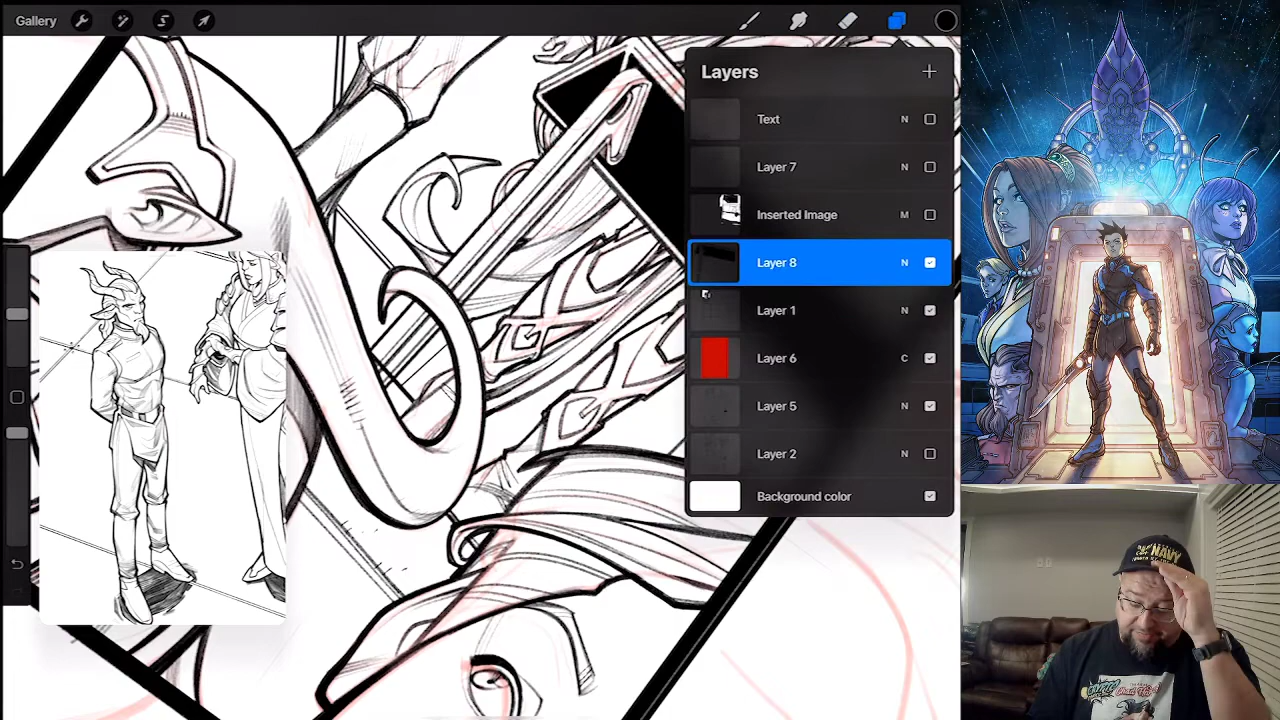 Gallery
Layers
Text N
Layer 7 N
Inserted Image M
Layer 8 N
Layer 1 N
Layer 6 C
Layer 5 N
Layer 2 N
Background color
NAVY